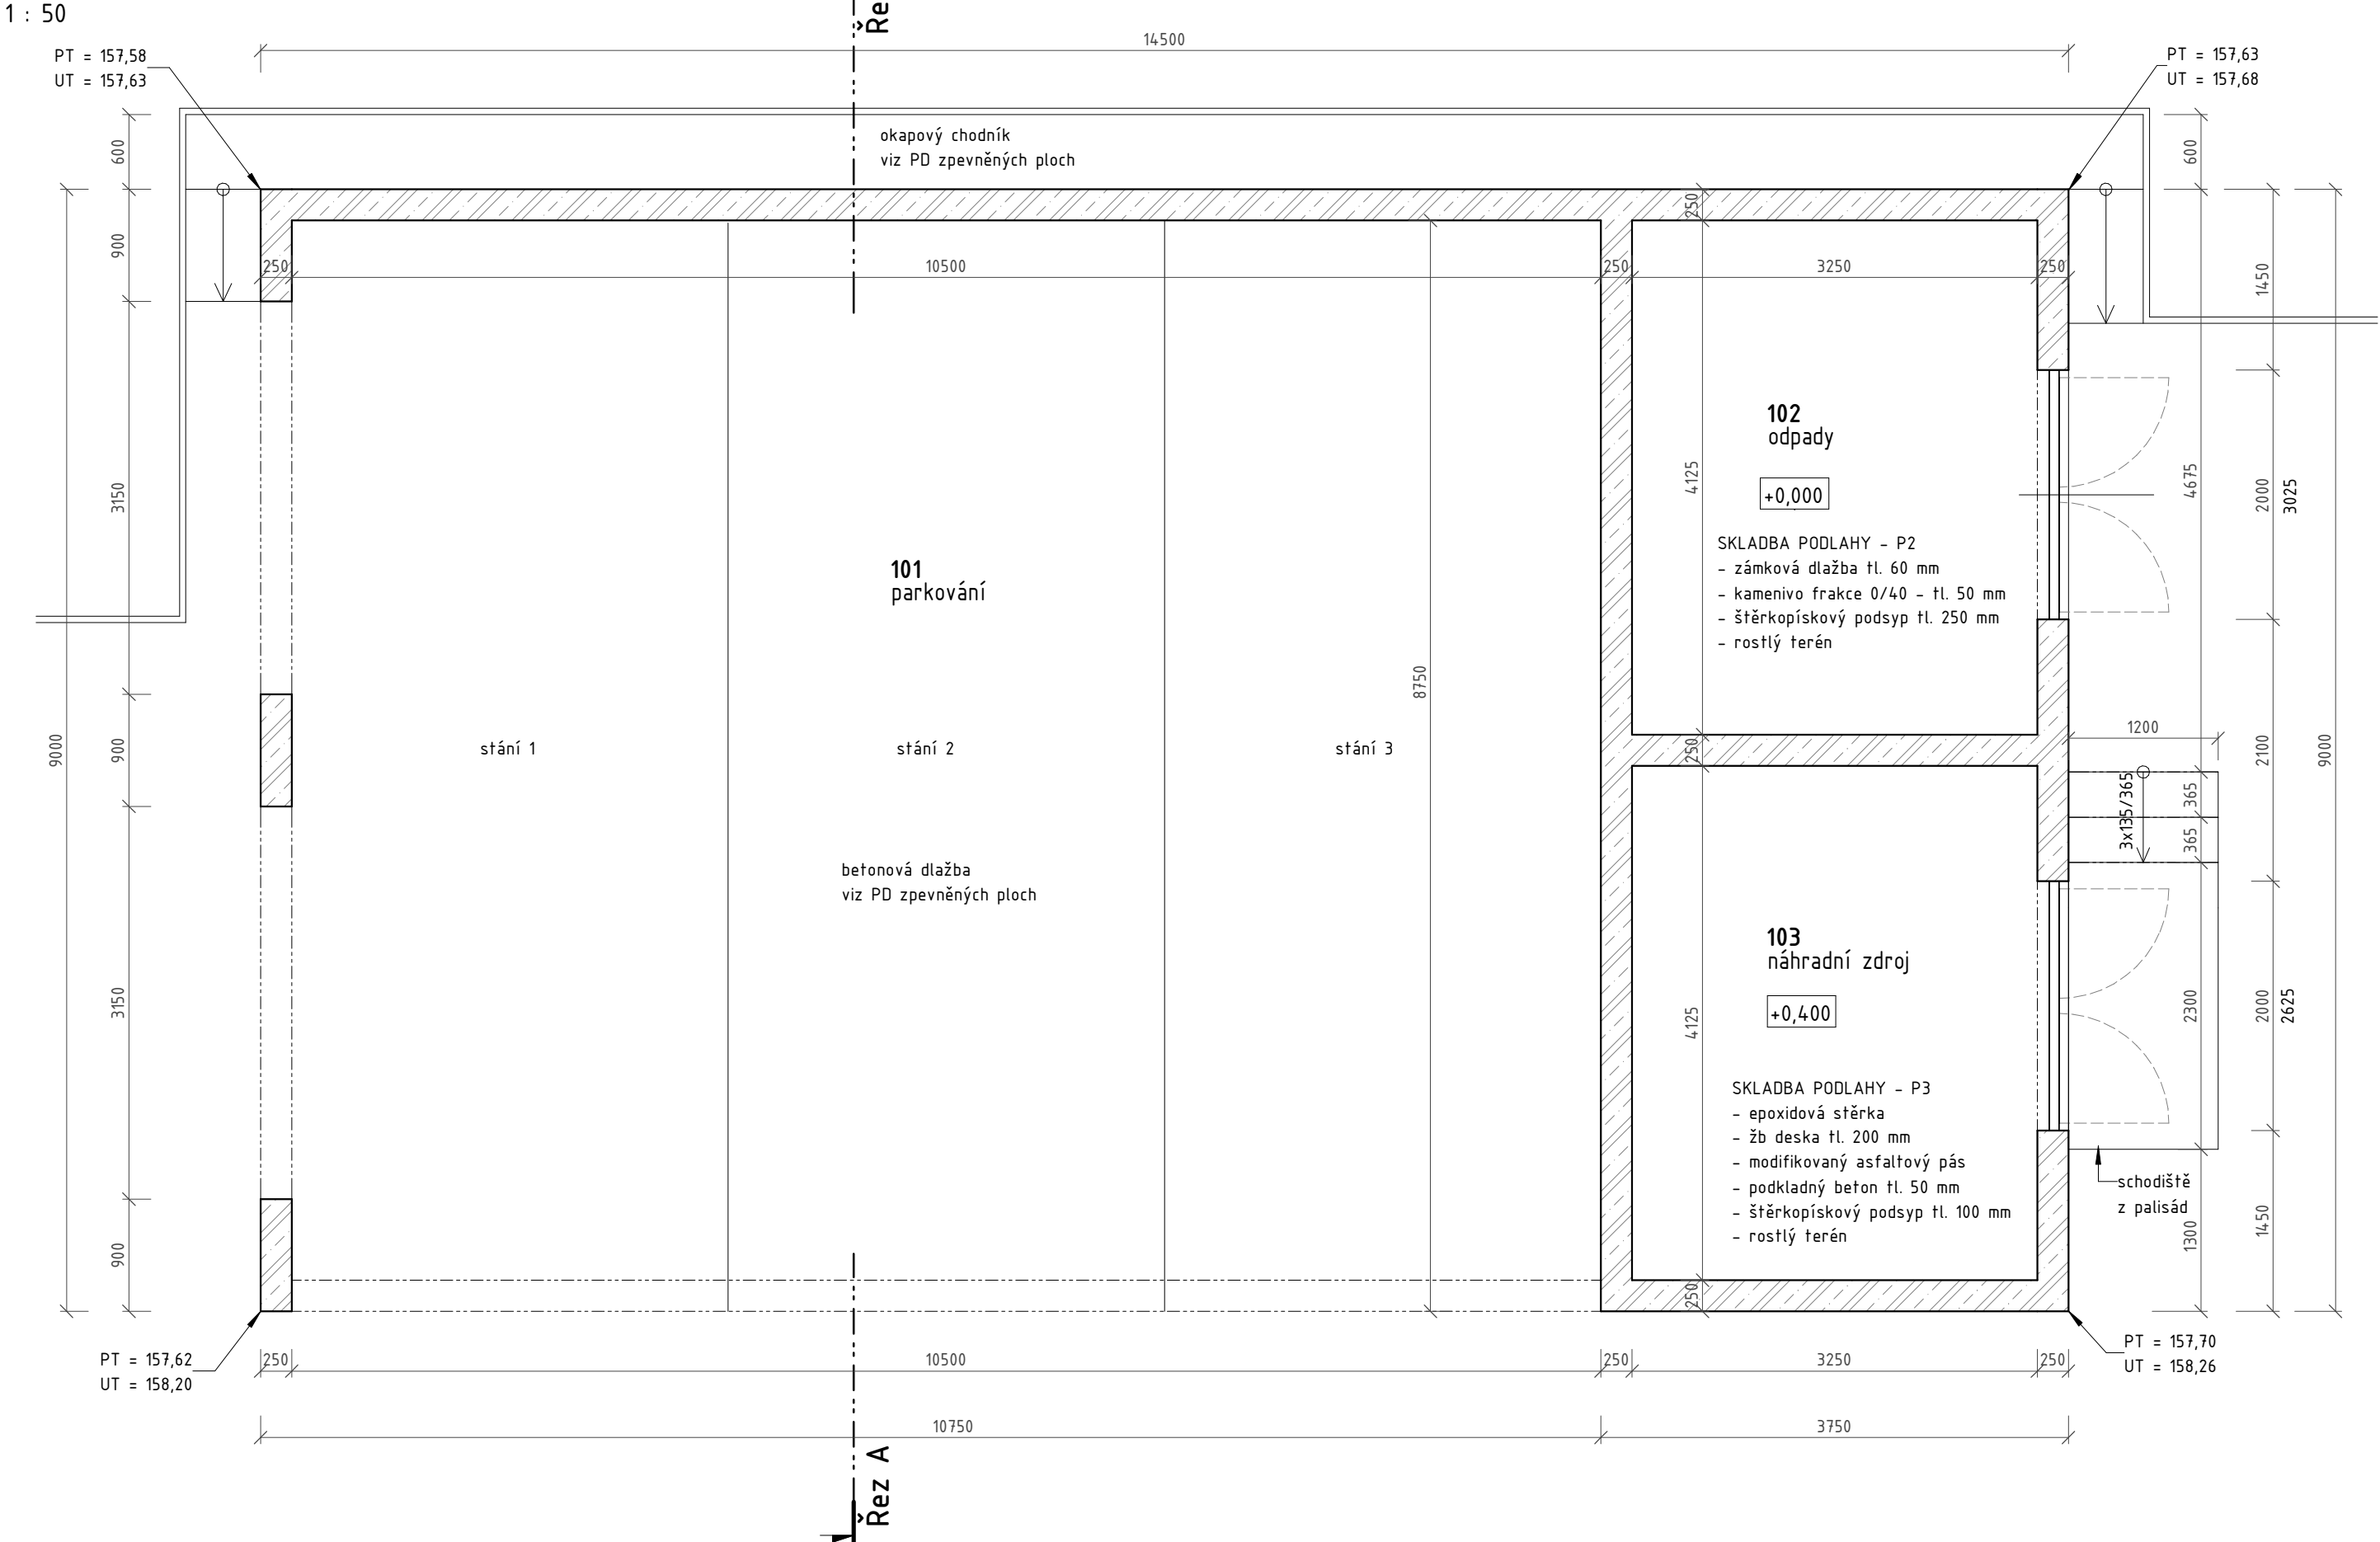 1 : 50
Ře
14500
PT = 157,58
UT = 157,63
PT = 157,63
UT = 157,68
okapový chodník
viz PD zpevněných ploch
600
600
900
250
250
10500
250
3250
250
1450
102
odpady
+0,000
3150
4125
4675
2000
3025
SKLADBA PODLAHY - P2
- zámková dlažba tl. 60 mm
- kamenivo frakce 0/40 - tl. 50 mm
- štěrkopískový podsyp tl. 250 mm
- rostlý terén
101
parkování
8750
9000
900
stání 1
stání 2
stání 3
250
1200
2100
9000
3x135/365
365
365
betonová dlažba
viz PD zpevněných ploch
103
náhradní zdroj
+0,400
3150
4125
2300
2000
2625
SKLADBA PODLAHY - P3
- epoxidová stěrka
- žb deska tl. 200 mm
- modifikovaný asfaltový pás
- podkladný beton tl. 50 mm
- štěrkopískový podsyp tl. 100 mm
- rostlý terén
schodiště
z palisád
900
250
1300
1450
PT = 157,62
UT = 158,20
250
10500
250
3250
250
PT = 157,70
UT = 158,26
10750
3750
Řez A